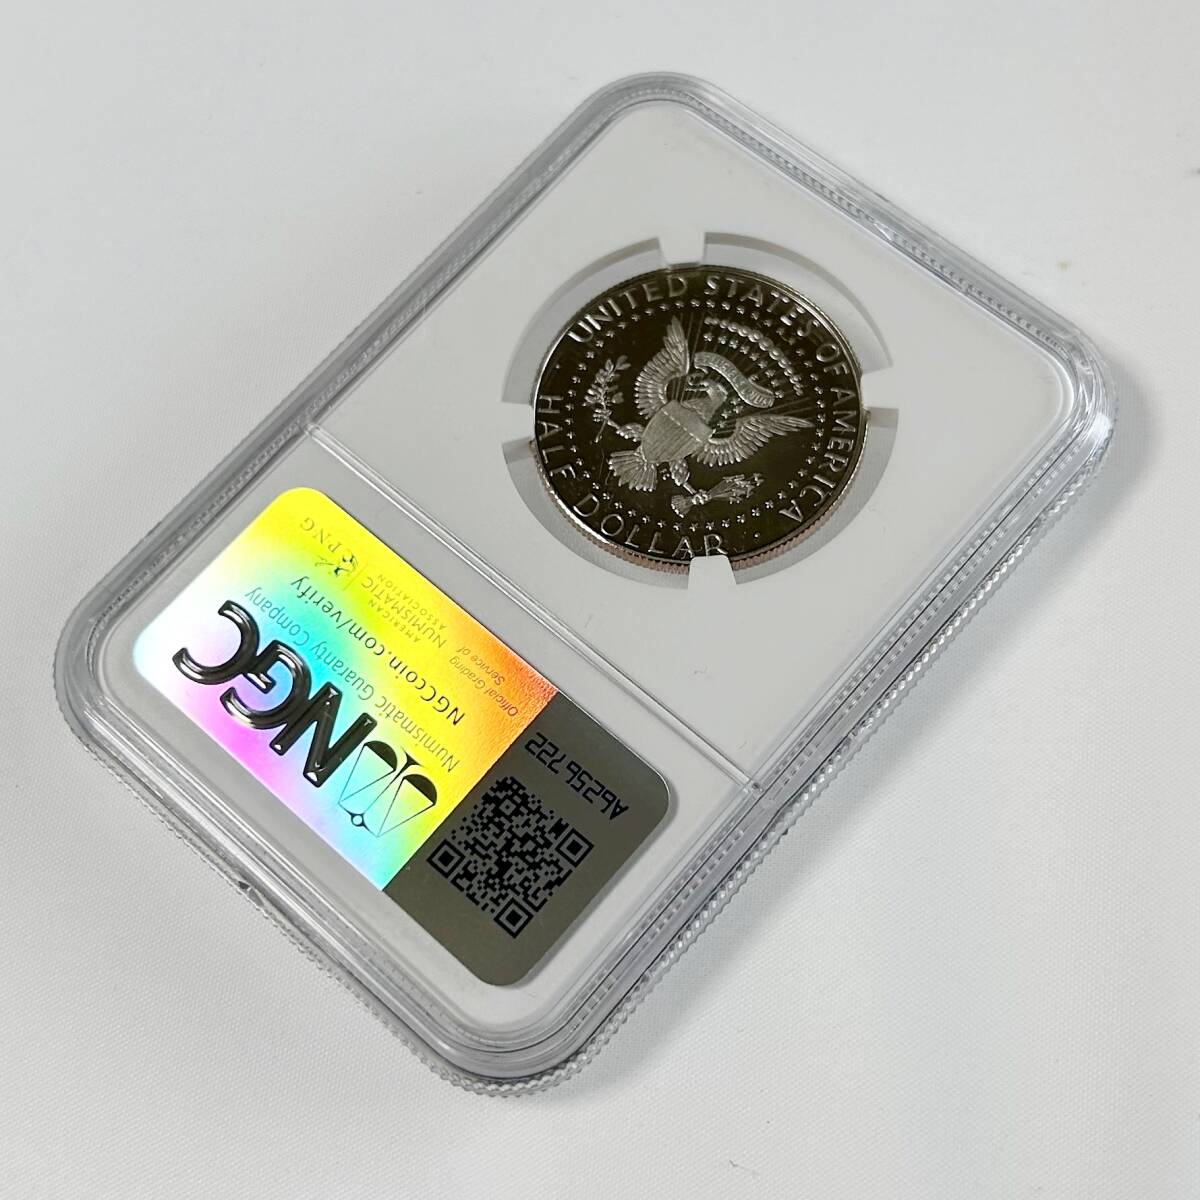 UNITED STATES OF AMERICA
HALF DOLLAR
NGC
Numismatic Guaranty Company
NGCcoin.com/verify
Official Grading
Service of
AMERICAN
NUMISMATIC
ASSOCIATION
PNG